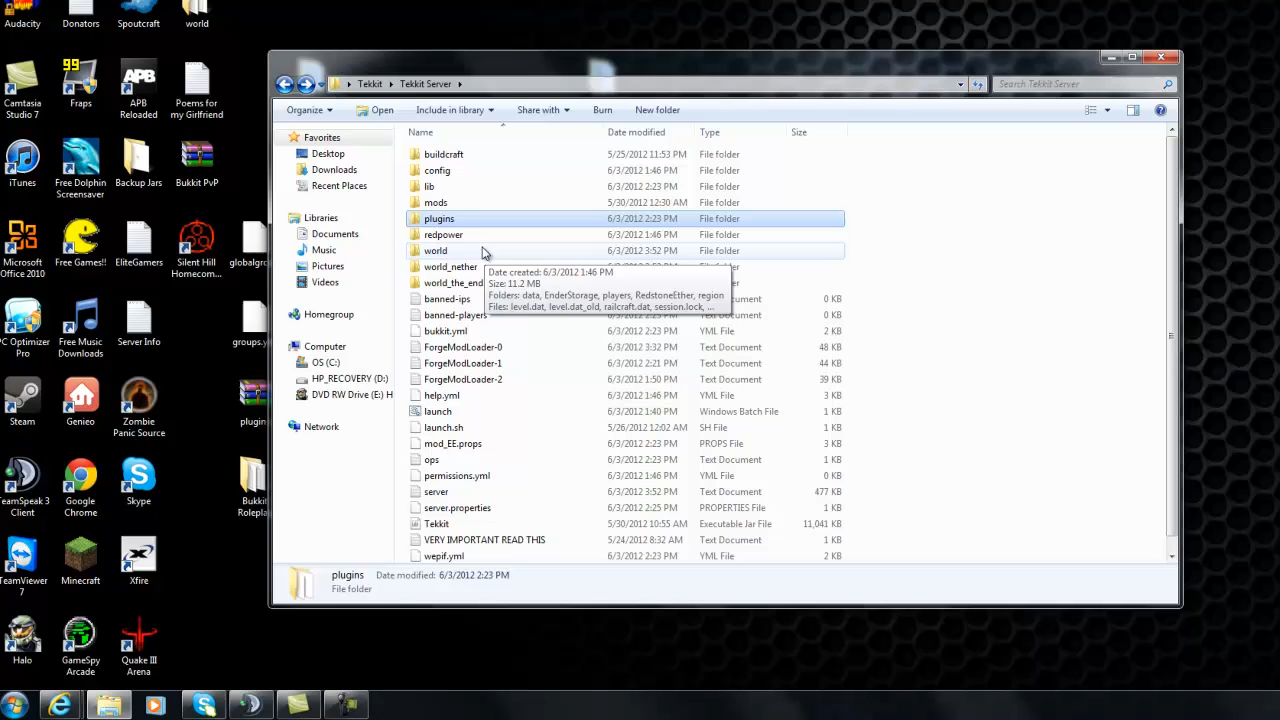 Audacity
Donators
Spoutcraft
world
99
Camtasia
Studio 7
Fraps
APB
Reloaded
Poems for
my Girlfriend
iTunes
Free Dolphin
Screensaver
Backup Jars
Bukkit PvP
Microsoft
Office 2010
Free Games!!
EliteGamers
Silent Hill
Homecom...
globalgro
PC Optimizer
Pro
Free Music
Downloads
Server Info
groups.yml
Steam
Genieo
Zombie
Panic Source
plugins
TeamSpeak 3
Client
Google
Chrome
Skype
Bukkit
Rolepla
TeamViewer
7
Minecraft
Xfire
Halo
GameSpy
Arcade
Quake III
Arena
Tekkit
Tekkit Server
Search Tekkit Server
Organize
Open
Include in library
Share with
Burn
New folder
Favorites
Desktop
Downloads
Recent Places
Libraries
Documents
Music
Pictures
Videos
Homegroup
Computer
OS (C:)
HP_RECOVERY (D:)
DVD RW Drive (E:) H
Network
Name Date modified Type Size
buildcraft 5/25/2012 11:53 PM File folder
config 6/3/2012 1:46 PM File folder
lib 6/3/2012 2:23 PM File folder
mods 5/30/2012 12:30 AM File folder
plugins 6/3/2012 2:23 PM File folder
redpower 6/3/2012 1:46 PM File folder
world 6/3/2012 3:52 PM File folder
world_nether
world_the_end
Date created: 6/3/2012 1:46 PM
Size: 11.2 MB
Folders: data, EnderStorage, players, RedstoneEther, region
Files: level.dat, level.dat_old, railcraft.dat, session.lock, ...
banned-ips 0 KB
banned-players 0 KB
bukkit.yml 6/3/2012 2:23 PM YML File 2 KB
ForgeModLoader-0 6/3/2012 3:32 PM Text Document 48 KB
ForgeModLoader-1 6/3/2012 2:21 PM Text Document 44 KB
ForgeModLoader-2 6/3/2012 1:50 PM Text Document 39 KB
help.yml 6/3/2012 1:46 PM YML File 3 KB
launch 6/3/2012 1:40 PM Windows Batch File 1 KB
launch.sh 5/26/2012 12:02 AM SH File 1 KB
mod_EE.props 6/3/2012 2:23 PM PROPS File 3 KB
ops 6/3/2012 2:23 PM Text Document 1 KB
permissions.yml 6/3/2012 1:46 PM YML File 0 KB
server 6/3/2012 3:52 PM Text Document 477 KB
server.properties 6/3/2012 2:25 PM PROPERTIES File 1 KB
Tekkit 5/30/2012 10:55 AM Executable Jar File 11,041 KB
VERY IMPORTANT READ THIS 5/24/2012 8:32 AM Text Document 1 KB
wepif.yml 6/3/2012 2:23 PM YML File 2 KB
plugins Date modified: 6/3/2012 2:23 PM
File folder